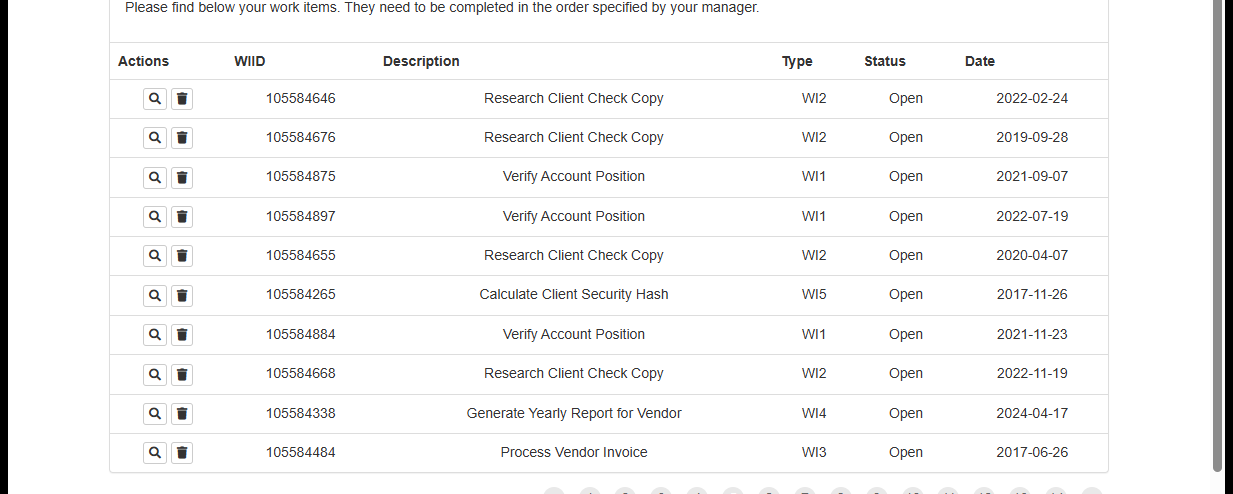 Please find below your work items. They need to be completed in the order specified by your manager.
Actions WIID Description Type Status Date
105584646 Research Client Check Copy WI2 Open 2022-02-24
105584676 Research Client Check Copy WI2 Open 2019-09-28
105584875 Verify Account Position WI1 Open 2021-09-07
105584897 Verify Account Position WI1 Open 2022-07-19
105584655 Research Client Check Copy WI2 Open 2020-04-07
105584265 Calculate Client Security Hash WI5 Open 2017-11-26
105584884 Verify Account Position WI1 Open 2021-11-23
105584668 Research Client Check Copy WI2 Open 2022-11-19
105584338 Generate Yearly Report for Vendor WI4 Open 2024-04-17
105584484 Process Vendor Invoice WI3 Open 2017-06-26